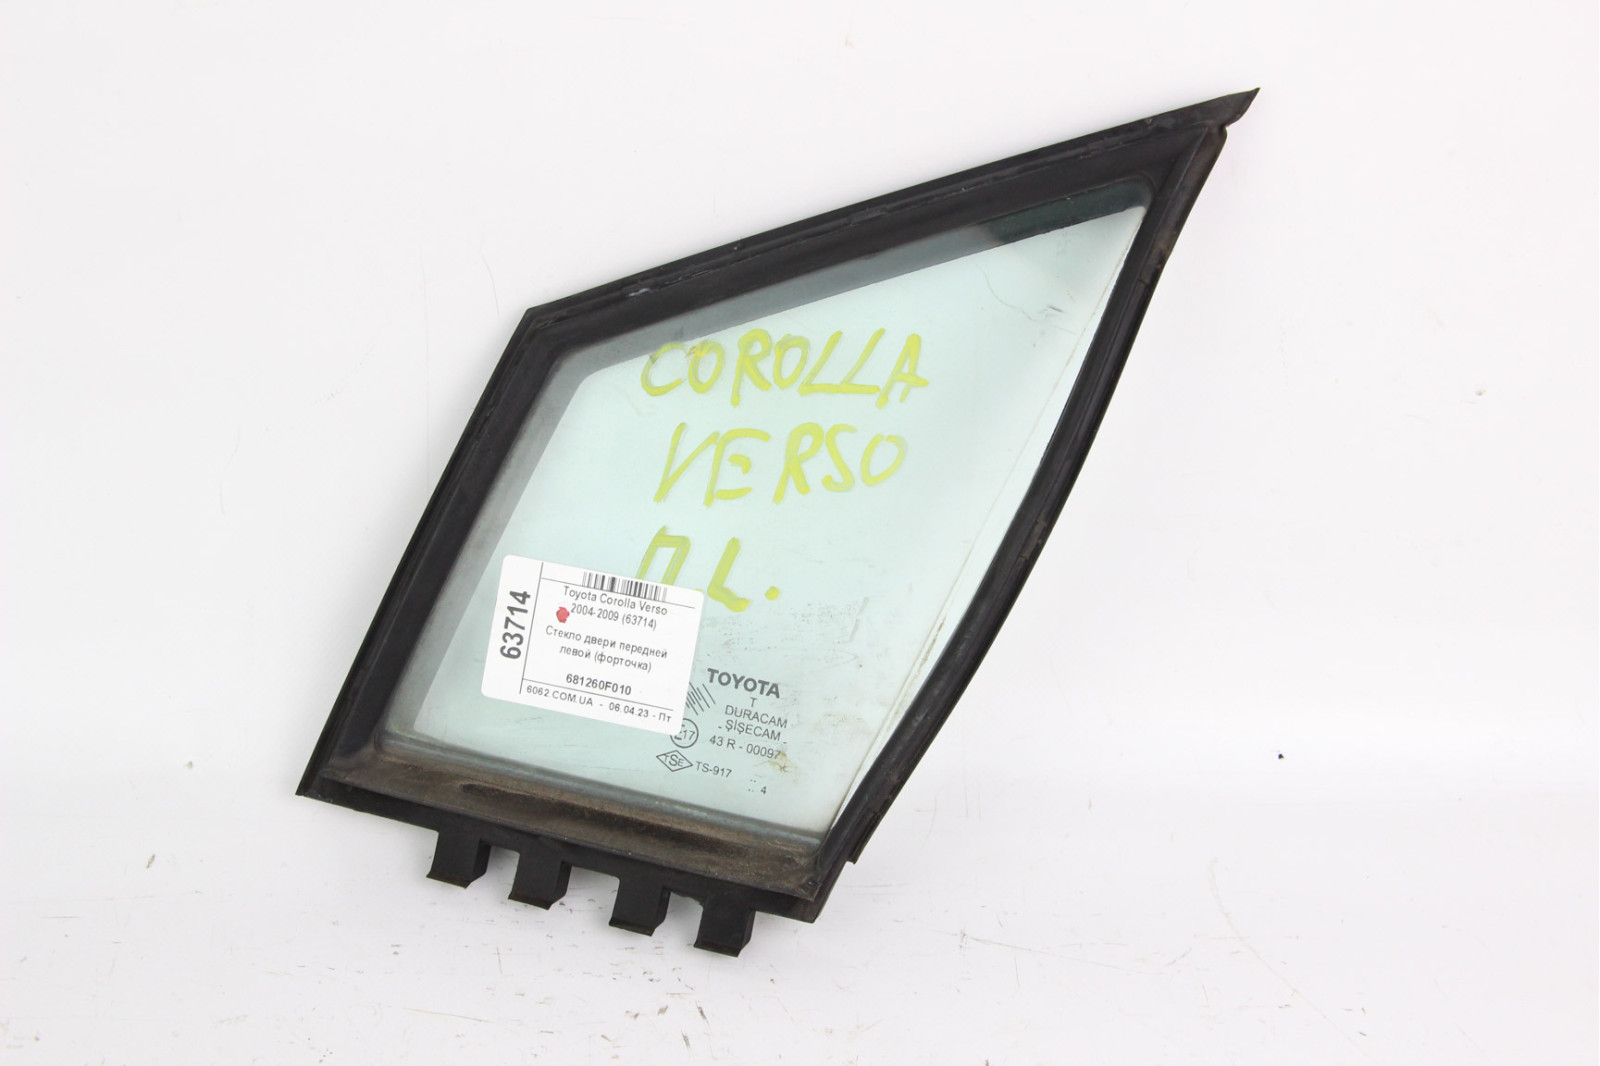 COROLLA
VERSO
П L.
63714
Toyota Corolla Verso
2004-2009 (63714)
Стекло двери передней
левой (форточка)
681260F010
6062.COM.UA - 06.04.23 - Пт
TOYOTA
T
DURACAM
- ŞİŞECAM -
43 R - 00097
TSE TS-917
.. 4